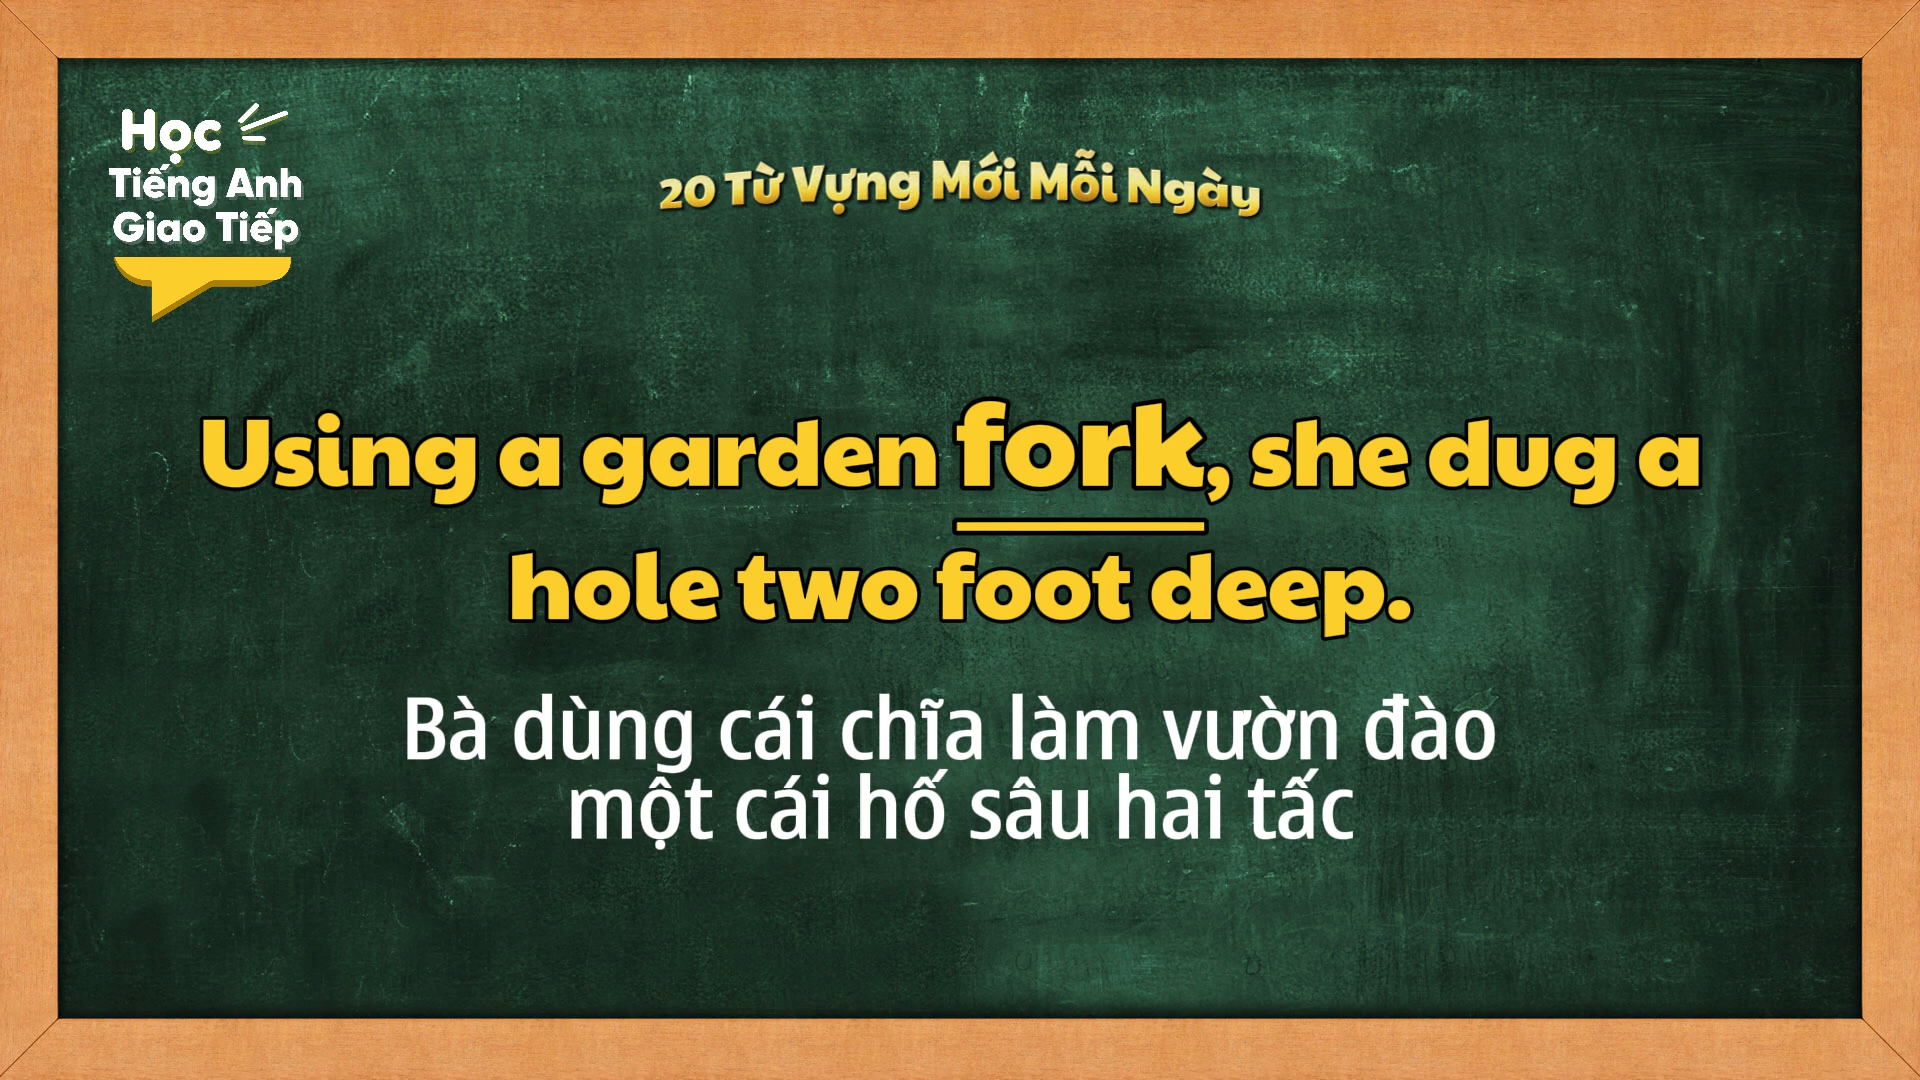 Học
Tiếng Anh
Giao Tiếp
20 Từ Vựng Mới Mỗi Ngày
Using a garden fork, she dug a
hole two foot deep.
Bà dùng cái chĩa làm vườn đào
một cái hố sâu hai tấc